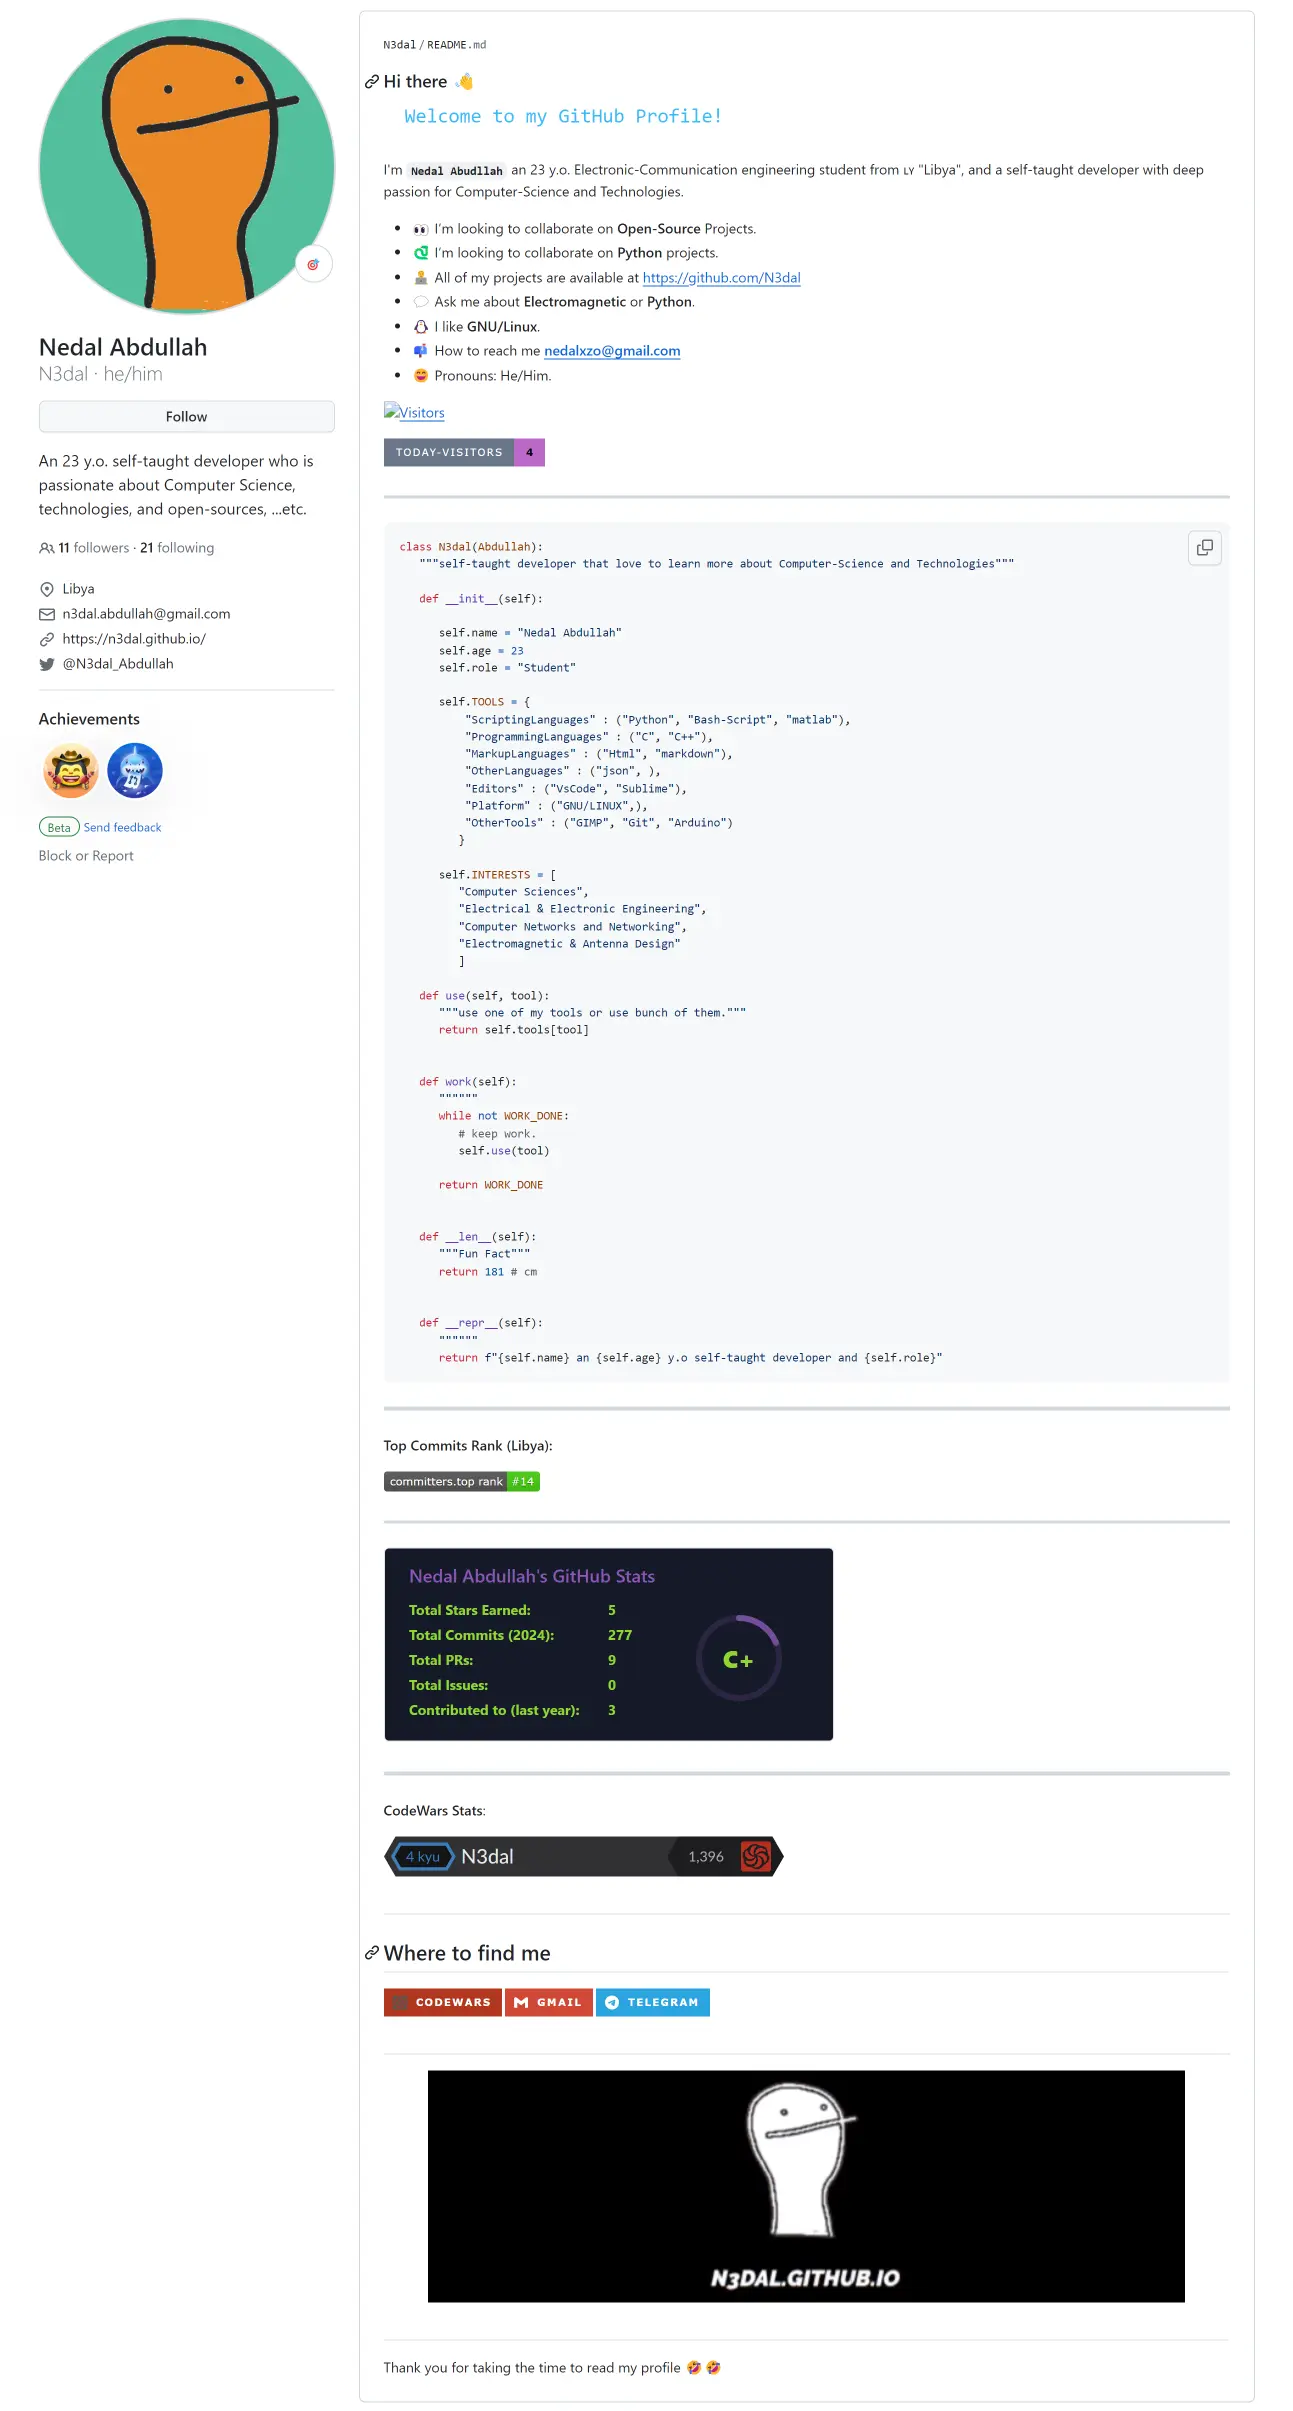 Nedal Abdullah
N3dal · he/him
Follow
An 23 y.o. self-taught developer who is
passionate about Computer Science,
technologies, and open-sources, ...etc.
11 followers · 21 following
Libya
n3dal.abdullah@gmail.com
https://n3dal.github.io/
@N3dal_Abdullah
Achievements
Beta Send feedback
Block or Report
N3dal/README.md
Hi there 👋
Welcome to my GitHub Profile!
I'm Nedal Abudllah an 23 y.o. Electronic-Communication engineering student from LY "Libya", and a self-taught developer with deep
passion for Computer-Science and Technologies.
• 👀 I'm looking to collaborate on Open-Source Projects.
• I'm looking to collaborate on Python projects.
• All of my projects are available at https://github.com/N3dal
• 💬 Ask me about Electromagnetic or Python.
• 🐧 I like GNU/Linux.
• 📫 How to reach me nedalxzo@gmail.com
• 😄 Pronouns: He/Him.
Visitors
TODAY-VISITORS 4
class N3dal(Abdullah):
"""self-taught developer that love to learn more about Computer-Science and Technologies"""
def __init__(self):
self.name = "Nedal Abdullah"
self.age = 23
self.role = "Student"
self.TOOLS = {
"ScriptingLanguages" : ("Python", "Bash-Script", "matlab"),
"ProgrammingLanguages" : ("C", "C++"),
"MarkupLanguages" : ("Html", "markdown"),
"OtherLanguages" : ("json", ),
"Editors" : ("VsCode", "Sublime"),
"Platform" : ("GNU/LINUX",),
"OtherTools" : ("GIMP", "Git", "Arduino")
}
self.INTERESTS = [
"Computer Sciences",
"Electrical & Electronic Engineering",
"Computer Networks and Networking",
"Electromagnetic & Antenna Design"
]
def use(self, tool):
"""use one of my tools or use bunch of them."""
return self.tools[tool]
def work(self):
""""""
while not WORK_DONE:
# keep work.
self.use(tool)
return WORK_DONE
def __len__(self):
"""Fun Fact"""
return 181 # cm
def __repr__(self):
""""""
return f"{self.name} an {self.age} y.o self-taught developer and {self.role}"
Top Commits Rank (Libya):
committers.top rank #14
Nedal Abdullah's GitHub Stats
Total Stars Earned: 5
Total Commits (2024): 277
Total PRs: 9
Total Issues: 0
Contributed to (last year): 3
C+
CodeWars Stats:
4 kyu N3dal 1,396
Where to find me
CODEWARS GMAIL TELEGRAM
N3DAL.GITHUB.IO
Thank you for taking the time to read my profile 🤣 🤣